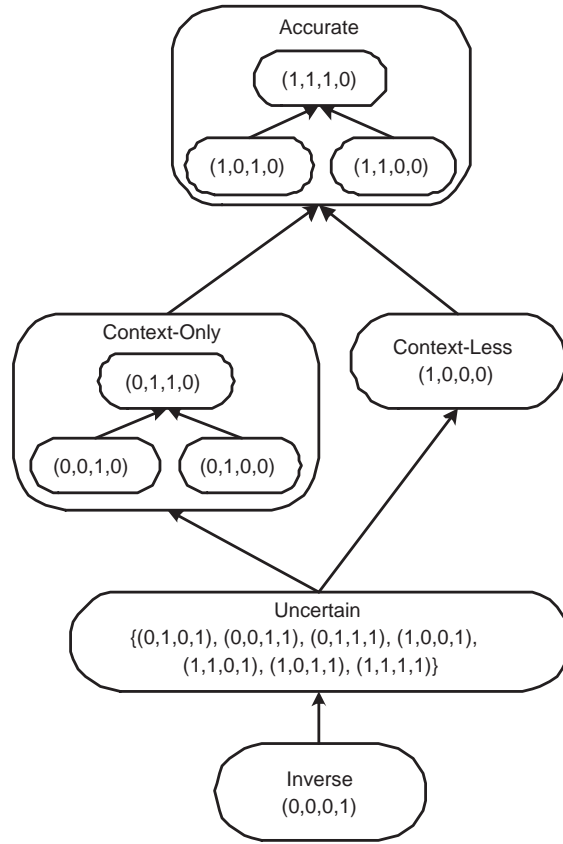 Accurate
(1,1,1,0)
(1,0,1,0)
(1,1,0,0)
Context-Only
(0,1,1,0)
(0,0,1,0)
(0,1,0,0)
Context-Less
(1,0,0,0)
Uncertain
{(0,1,0,1), (0,0,1,1), (0,1,1,1), (1,0,0,1),
(1,1,0,1), (1,0,1,1), (1,1,1,1)}
Inverse
(0,0,0,1)